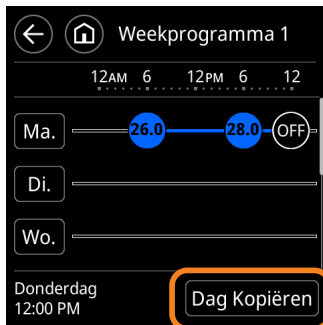 Weekprogramma 1
12AM 6 12PM 6 12
Ma. 26.0 28.0 OFF
Di.
Wo.
Donderdag
12:00 PM
Dag Kopiëren